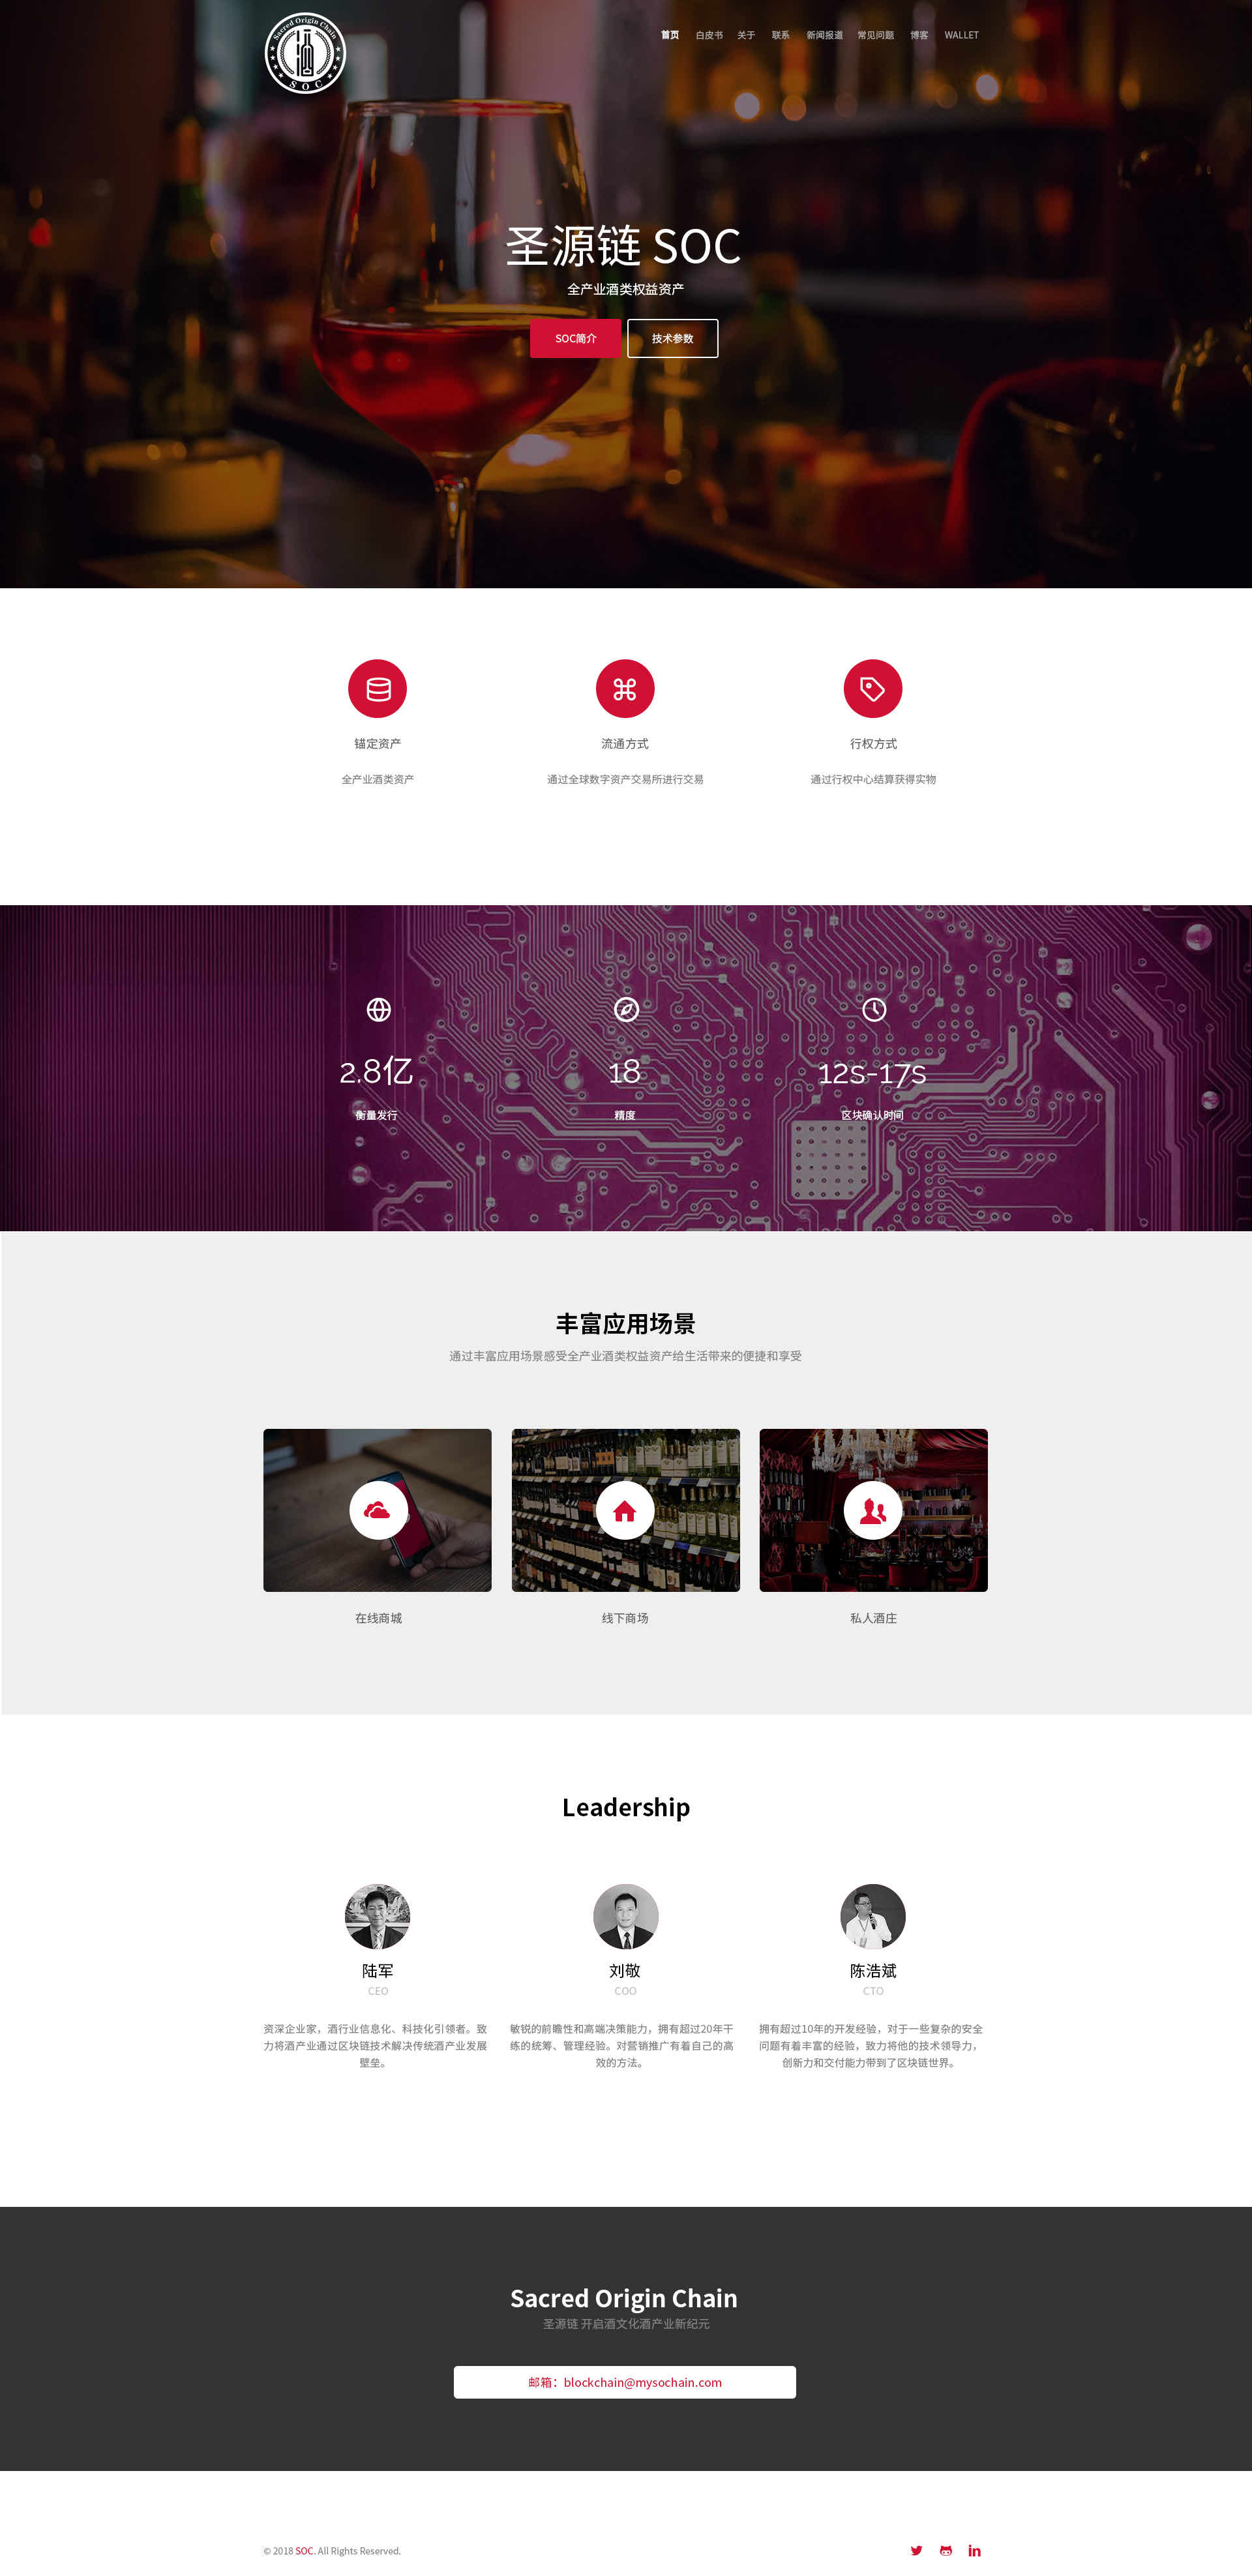 Sacred Origin Chain
SOC
首页 白皮书 关于 联系 新闻报道 常见问题 博客 WALLET
圣源链 SOC
全产业酒类权益资产
SOC简介 技术参数
锚定资产 流通方式 行权方式
全产业酒类资产 通过全球数字资产交易所进行交易 通过行权中心结算获得实物
2.8亿 18 12s-17s
衡量发行 精度 区块确认时间
丰富应用场景
通过丰富应用场景感受全产业酒类权益资产给生活带来的便捷和享受
在线商城 线下商场 私人酒庄
Leadership
陆军
CEO
资深企业家，酒行业信息化、科技化引领者。致
力将酒产业通过区块链技术解决传统酒产业发展
壁垒。
刘敬
COO
敏锐的前瞻性和高端决策能力，拥有超过20年干
练的统筹、管理经验。对营销推广有着自己的高
效的方法。
陈浩斌
CTO
拥有超过10年的开发经验，对于一些复杂的安全
问题有着丰富的经验，致力将他的技术领导力，
创新力和交付能力带到了区块链世界。
Sacred Origin Chain
圣源链 开启酒文化酒产业新纪元
邮箱：blockchain@mysochain.com
© 2018 SOC. All Rights Reserved.